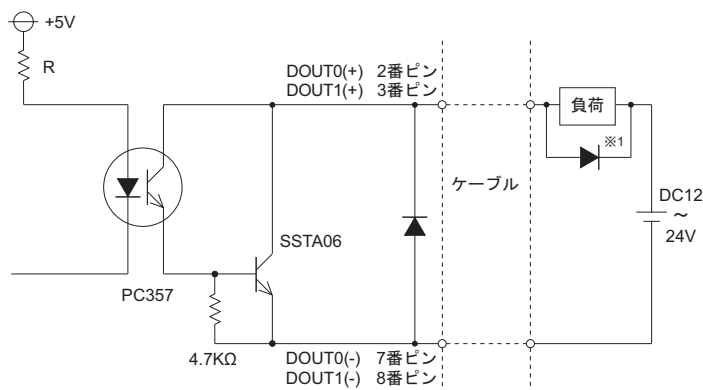 +5V
R
DOUT0(+) 2番ピン
DOUT1(+) 3番ピン
負荷
※1
ケーブル
DC12
~
24V
SSTA06
PC357
4.7KΩ
DOUT0(-) 7番ピン
DOUT1(-) 8番ピン